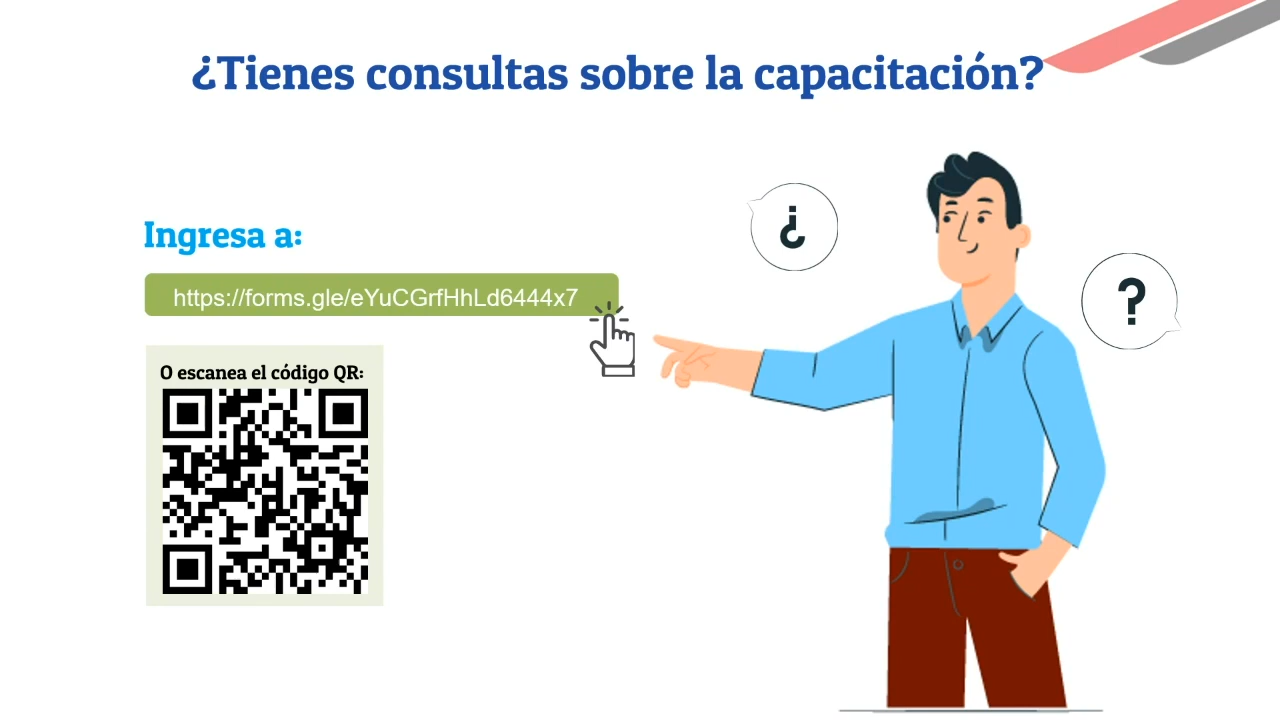 ¿Tienes consultas sobre la capacitación?
Ingresa a:
https://forms.gle/eYuCGrfHhLd6444x7
O escanea el código QR:
¿
?